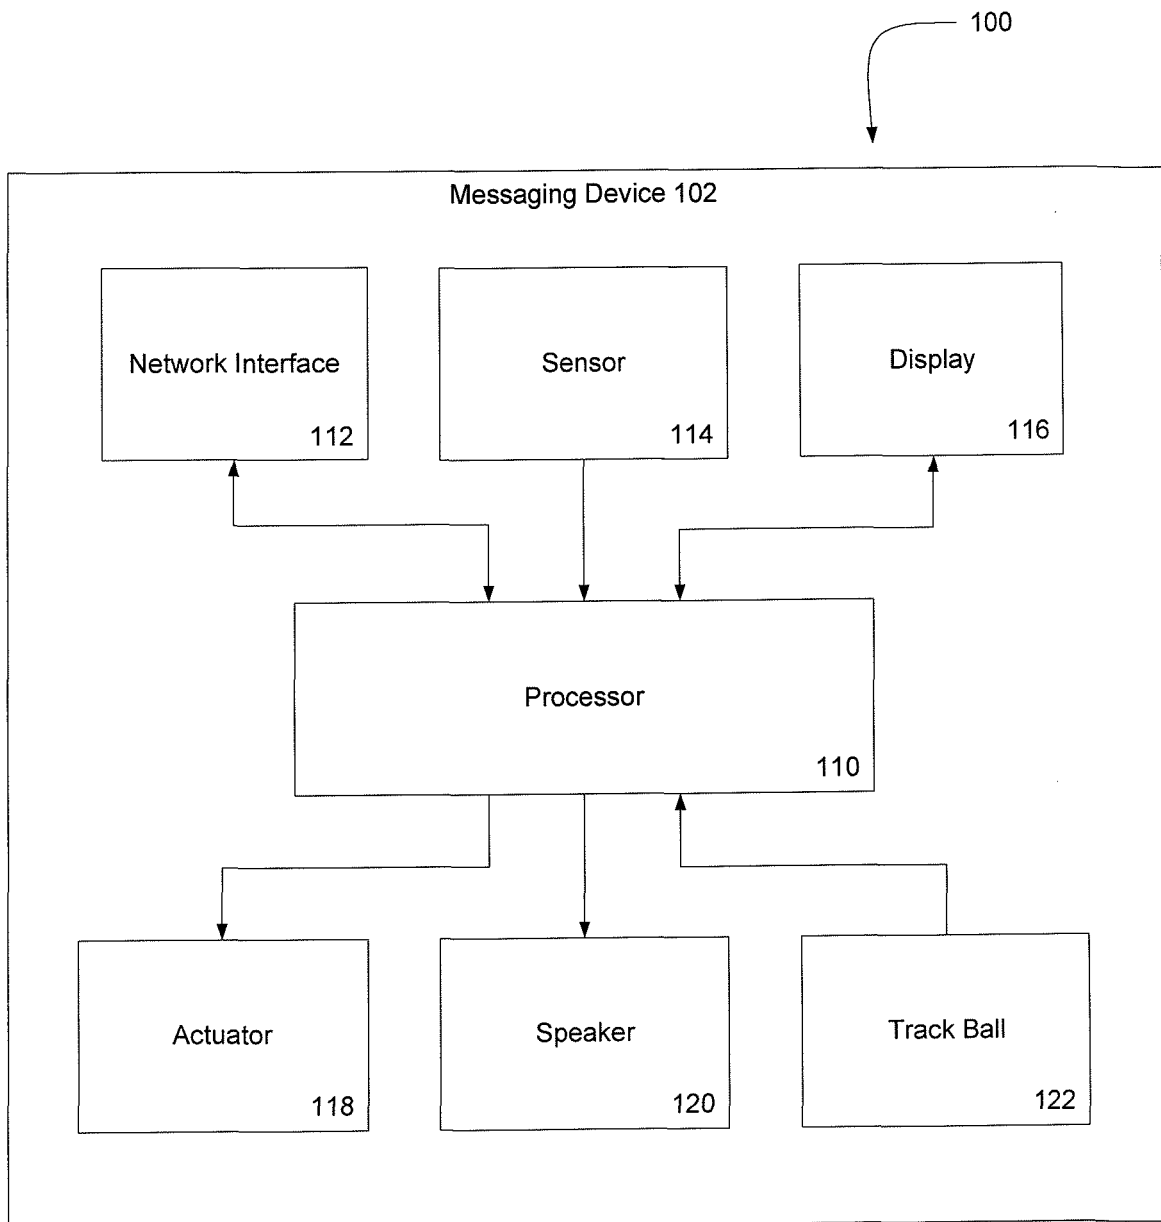 100
Messaging Device 102
Network Interface
112
Sensor
114
Display
116
Processor
110
Actuator
118
Speaker
120
Track Ball
122